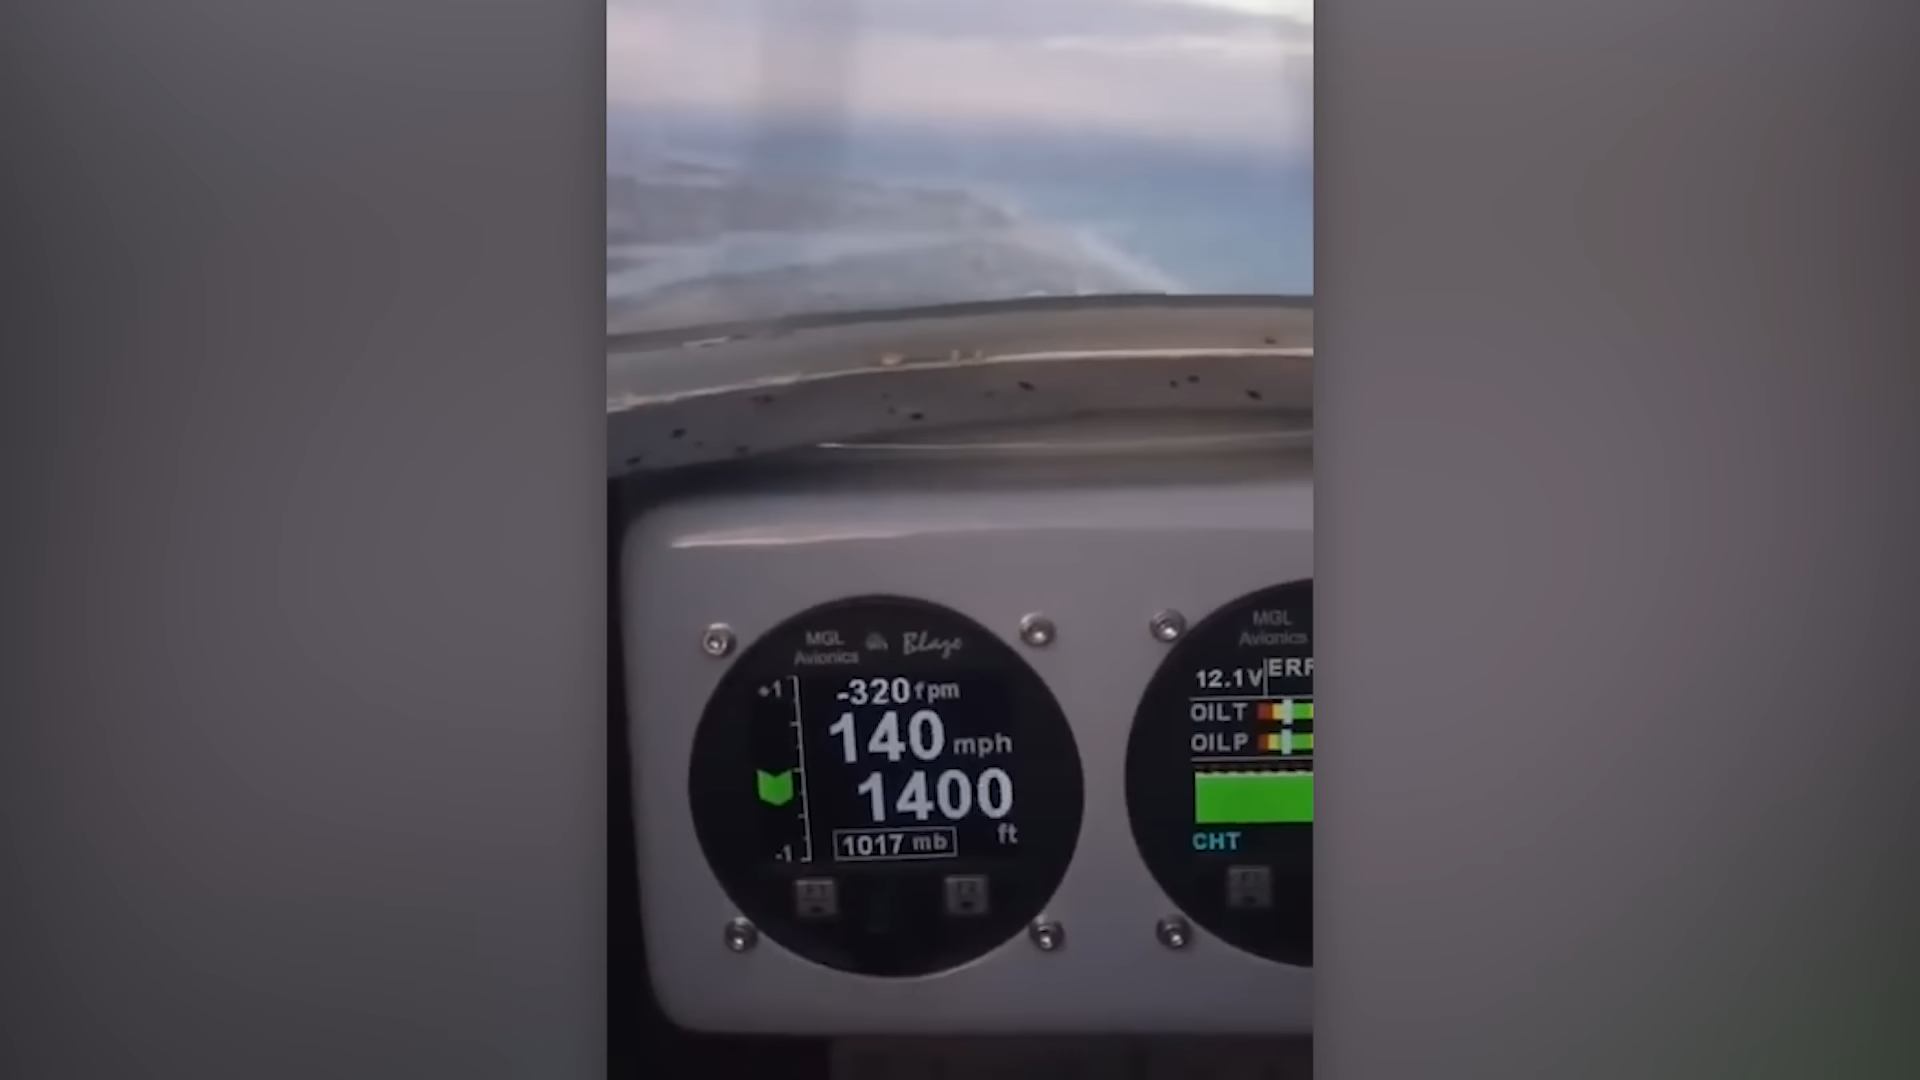 MGL
Avionics
Blaze
+1
-320 fpm
140 mph
1400
ft
1017 mb
-1
MGL
Avionics
12.1V
ERR
OILT
OILP
CHT